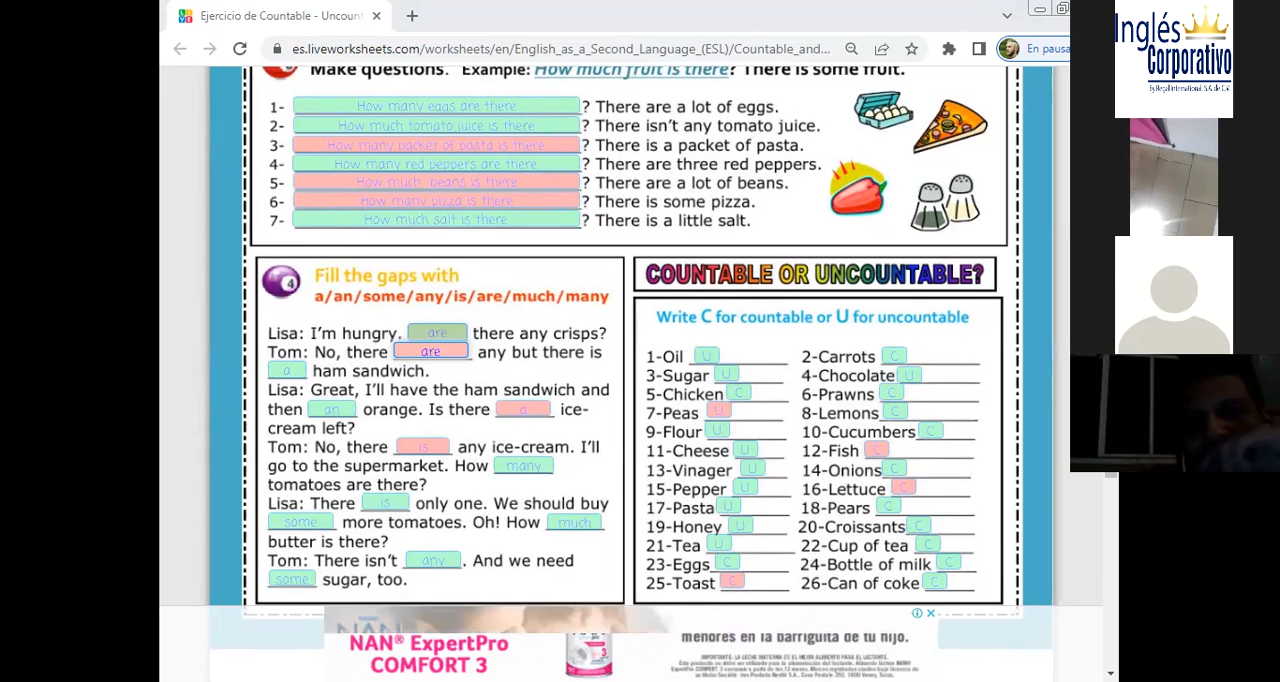 Ejercicio de Countable - Uncount
es.liveworksheets.com/worksheets/en/English_as_a_Second_Language_(ESL)/Countable_and...
En pausa
Make questions. Example: How much fruit is there? There is some fruit.
1- How many eggs are there ? There are a lot of eggs.
2- How much tomato juice is there ? There isn't any tomato juice.
3- How many packet of pasta is there ? There is a packet of pasta.
4- How many red peppers are there ? There are three red peppers.
5- How much beans is there ? There are a lot of beans.
6- How many pizza is there ? There is some pizza.
7- How much salt is there ? There is a little salt.
4 Fill the gaps with
a/an/some/any/is/are/much/many
Lisa: I'm hungry. are there any crisps?
Tom: No, there are any but there is
a ham sandwich.
Lisa: Great, I'll have the ham sandwich and
then an orange. Is there a ice-
cream left?
Tom: No, there is any ice-cream. I'll
go to the supermarket. How many
tomatoes are there?
Lisa: There is only one. We should buy
some more tomatoes. Oh! How much
butter is there?
Tom: There isn't any . And we need
some sugar, too.
COUNTABLE OR UNCOUNTABLE?
Write C for countable or U for uncountable
1-Oil U 2-Carrots C
3-Sugar U 4-Chocolate U
5-Chicken C 6-Prawns C
7-Peas U 8-Lemons C
9-Flour U 10-Cucumbers C
11-Cheese U 12-Fish C
13-Vinager U 14-Onions C
15-Pepper U 16-Lettuce C
17-Pasta U 18-Pears C
19-Honey U 20-Croissants C
21-Tea U 22-Cup of tea C
23-Eggs C 24-Bottle of milk C
25-Toast C 26-Can of coke C
NAN® ExpertPro
COMFORT 3
menores en la barriguita de tu hijo.
Inglés
Corporativo
By Regal International, S.A. de C.V.